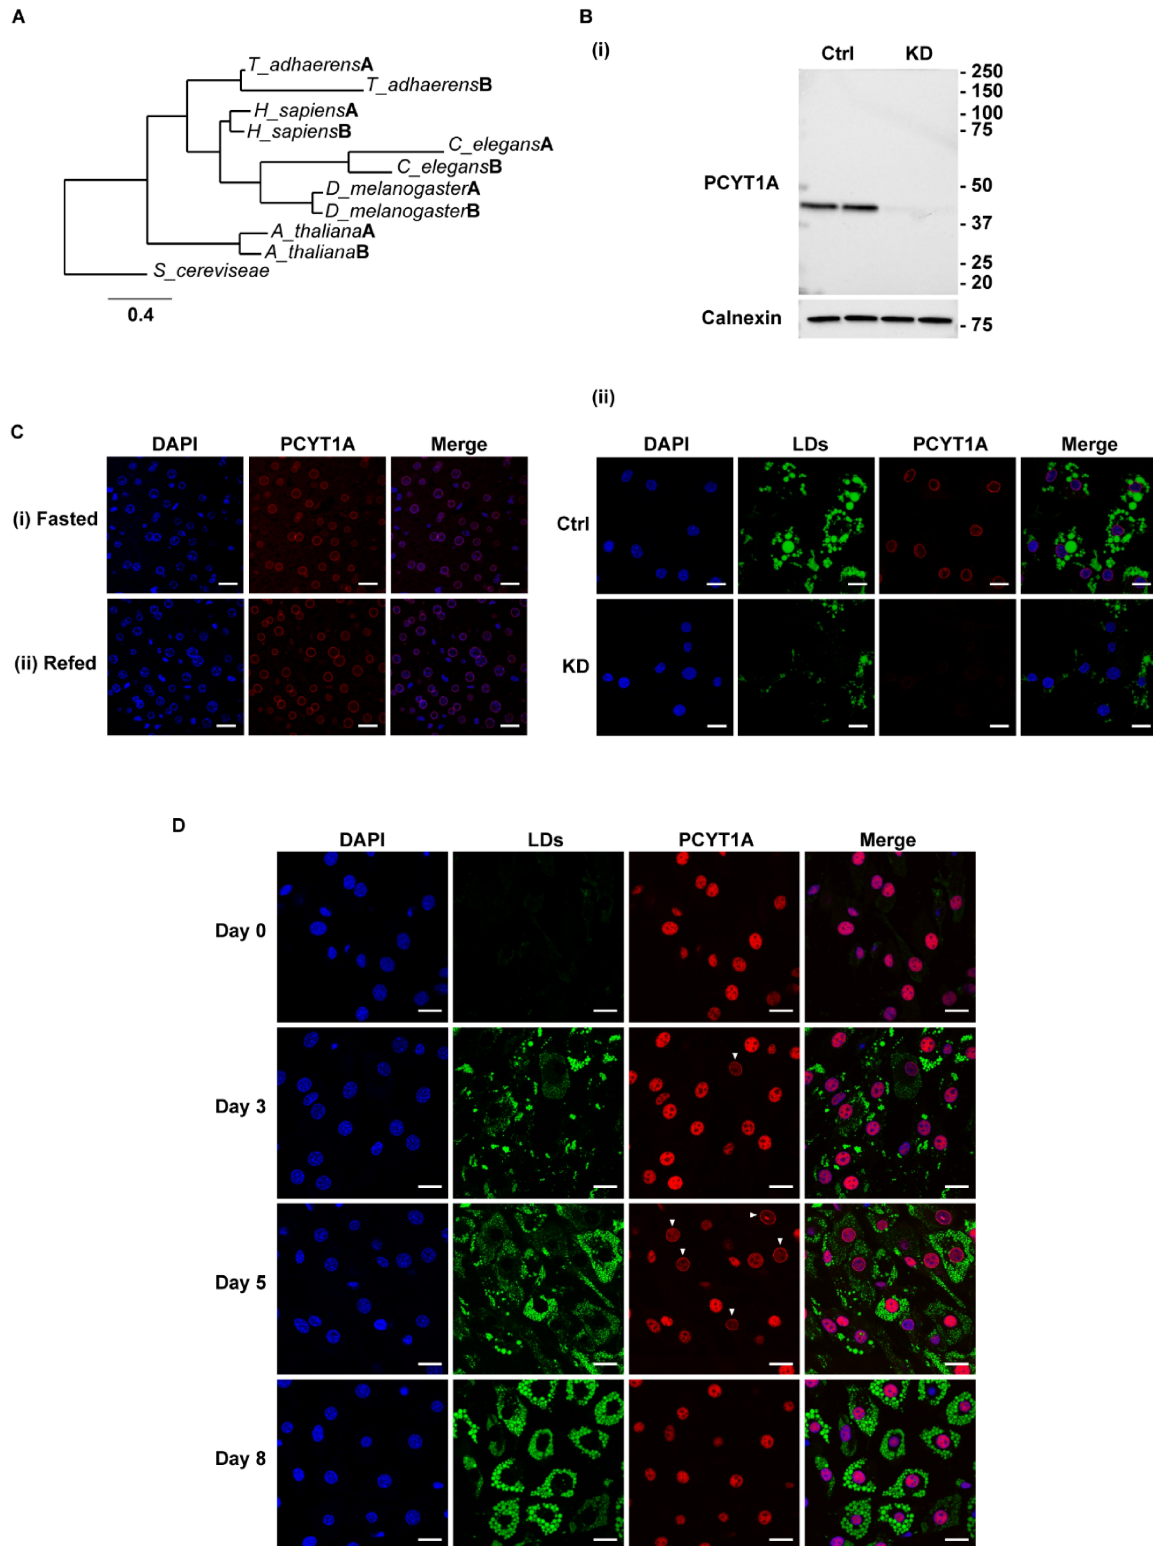 A
T_adhaerensA
T_adhaerensB
H_sapiensA
H_sapiensB
C_elegansA
C_elegansB
D_melanogasterA
D_melanogasterB
A_thalianaA
A_thalianaB
S_cereviseae
0.4
B
(i)
Ctrl KD
- 250
- 150
- 100
- 75
PCYT1A
- 50
- 37
- 25
- 20
Calnexin
- 75
(ii)
DAPI LDs PCYT1A Merge
Ctrl
KD
C
DAPI PCYT1A Merge
(i) Fasted
(ii) Refed
D
DAPI LDs PCYT1A Merge
Day 0
Day 3
Day 5
Day 8